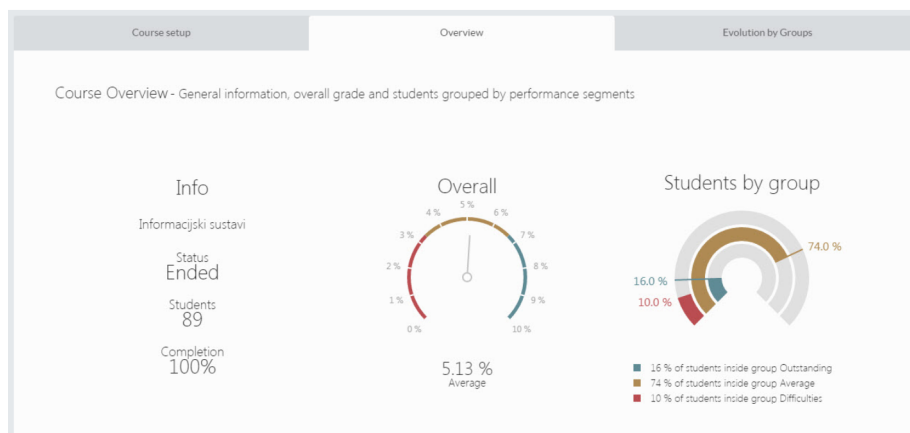 Course setup
Overview
Evolution by Groups
Course Overview - General information, overall grade and students grouped by performance segments
Info
Informacijski sustavi
Status
Ended
Students
89
Completion
100%
Overall
0 %
1 %
2 %
3 %
4 %
5 %
6 %
7 %
8 %
9 %
10 %
5.13 %
Average
Students by group
74.0 %
16.0 %
10.0 %
16 % of students inside group Outstanding
74 % of students inside group Average
10 % of students inside group Difficulties